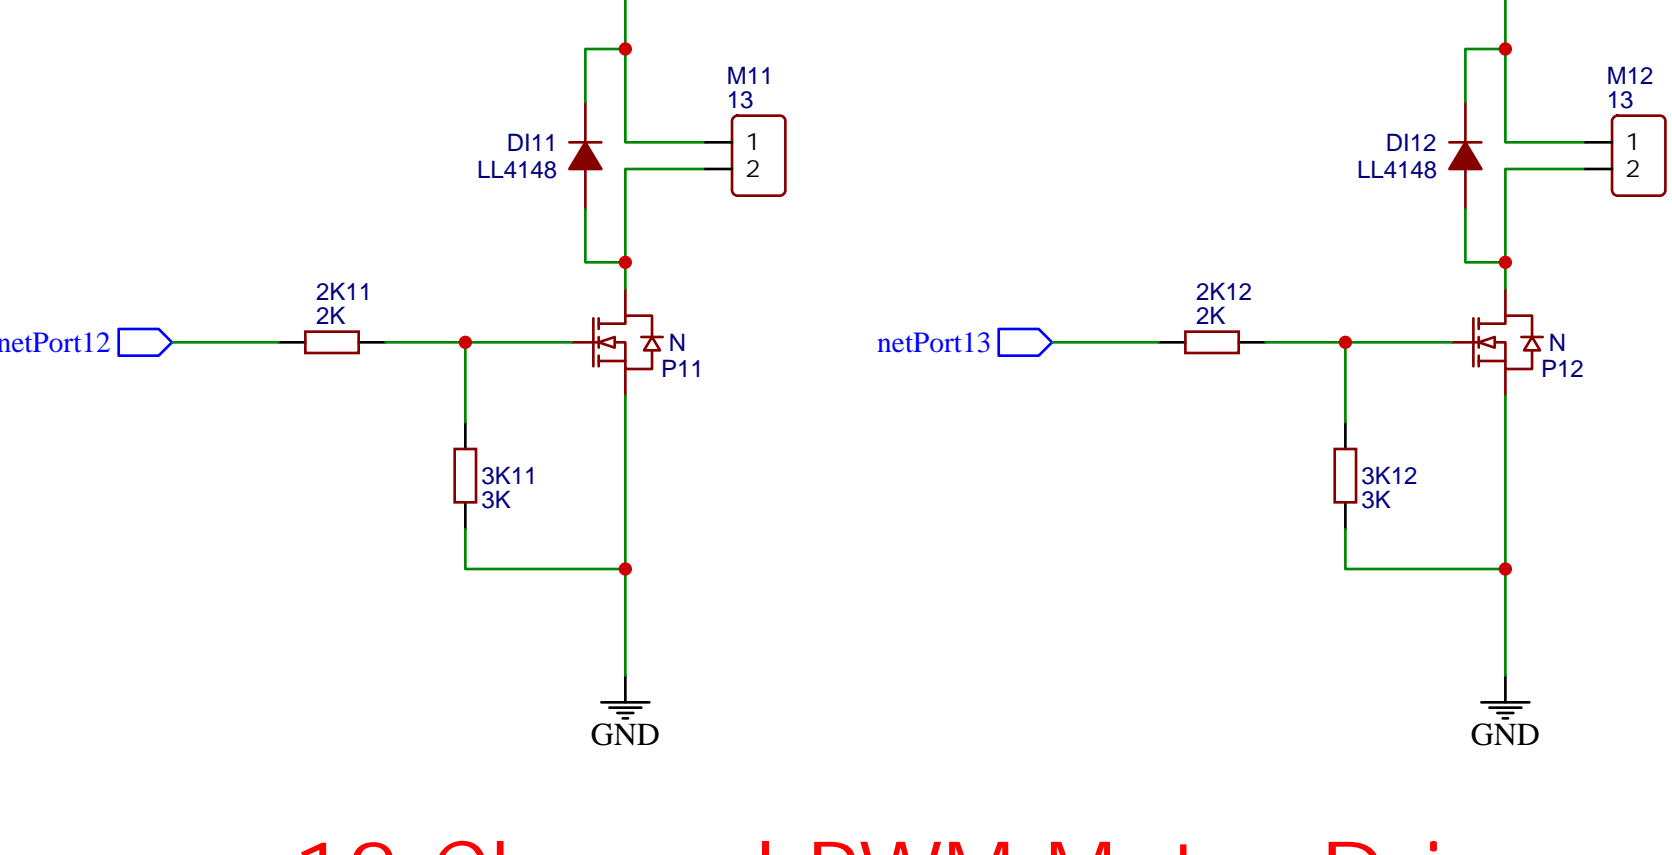 M11
13
1
2
DI11
LL4148
2K11
2K
netPort12
N
P11
3K11
3K
GND
M12
13
1
2
DI12
LL4148
2K12
2K
netPort13
N
P12
3K12
3K
GND